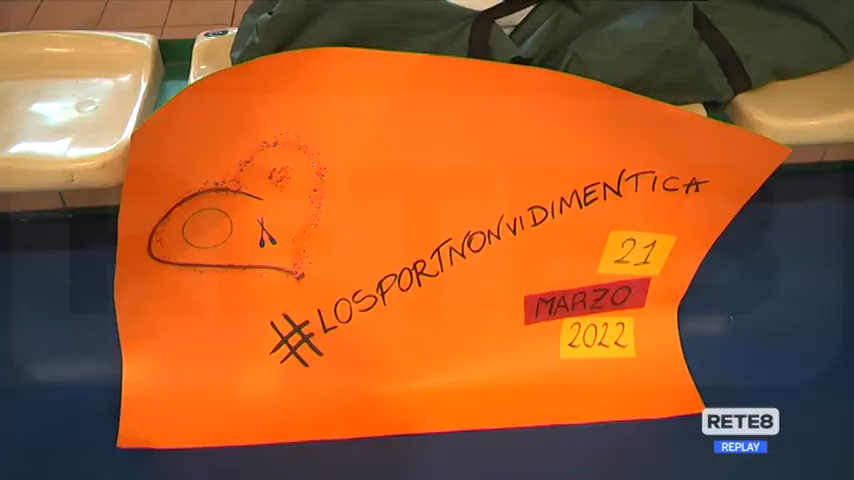 #LOSPORTNONVIDIMENTICA
21
MARZO
2022
RETE8
REPLAY